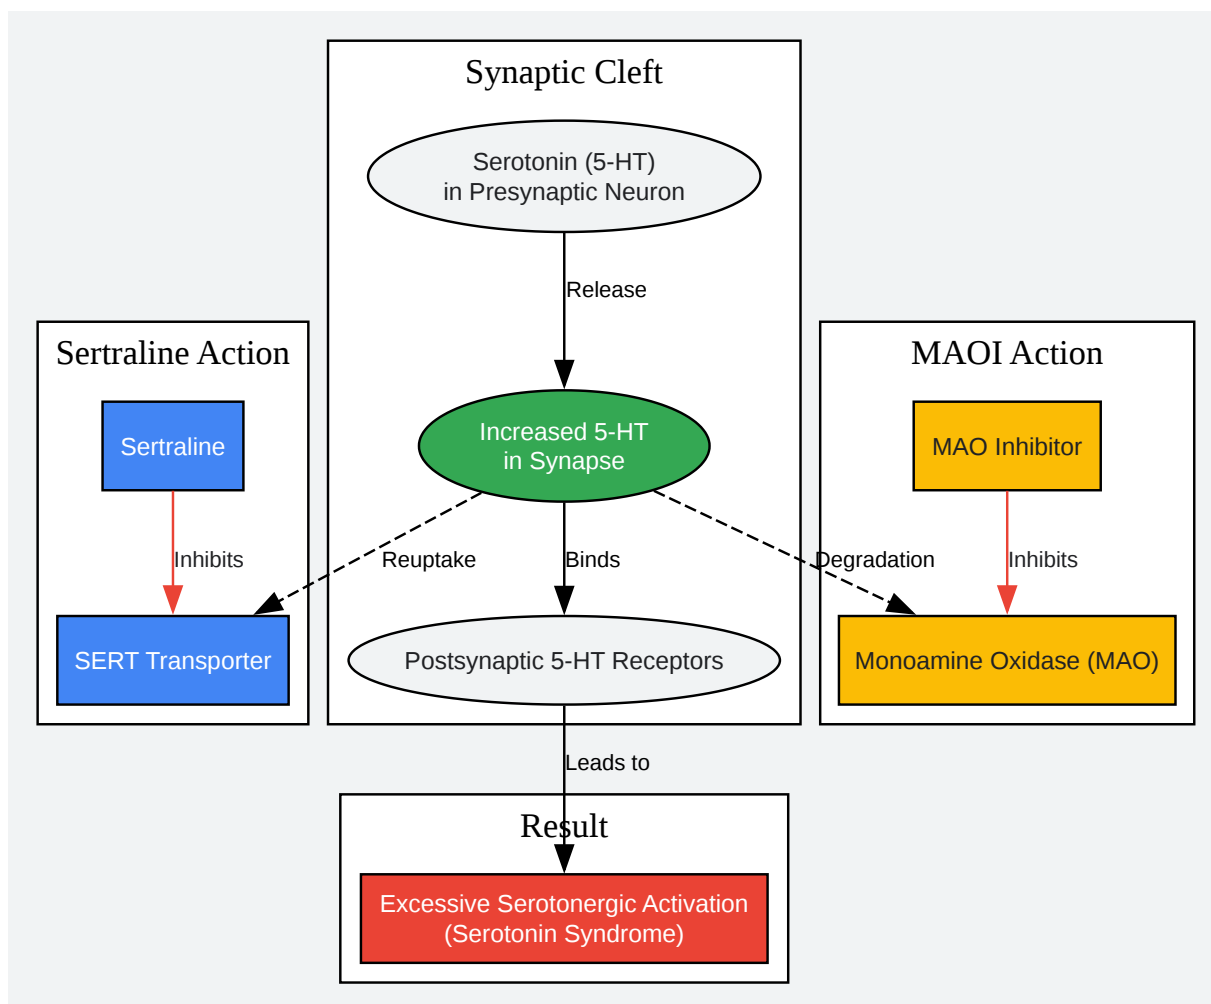 Synaptic Cleft
Serotonin (5-HT)
in Presynaptic Neuron
Release
Sertraline Action
MAOI Action
Sertraline
Increased 5-HT
in Synapse
MAO Inhibitor
Inhibits
Reuptake
Binds
Degradation
Inhibits
SERT Transporter
Postsynaptic 5-HT Receptors
Monoamine Oxidase (MAO)
Leads to
Result
Excessive Serotonergic Activation
(Serotonin Syndrome)